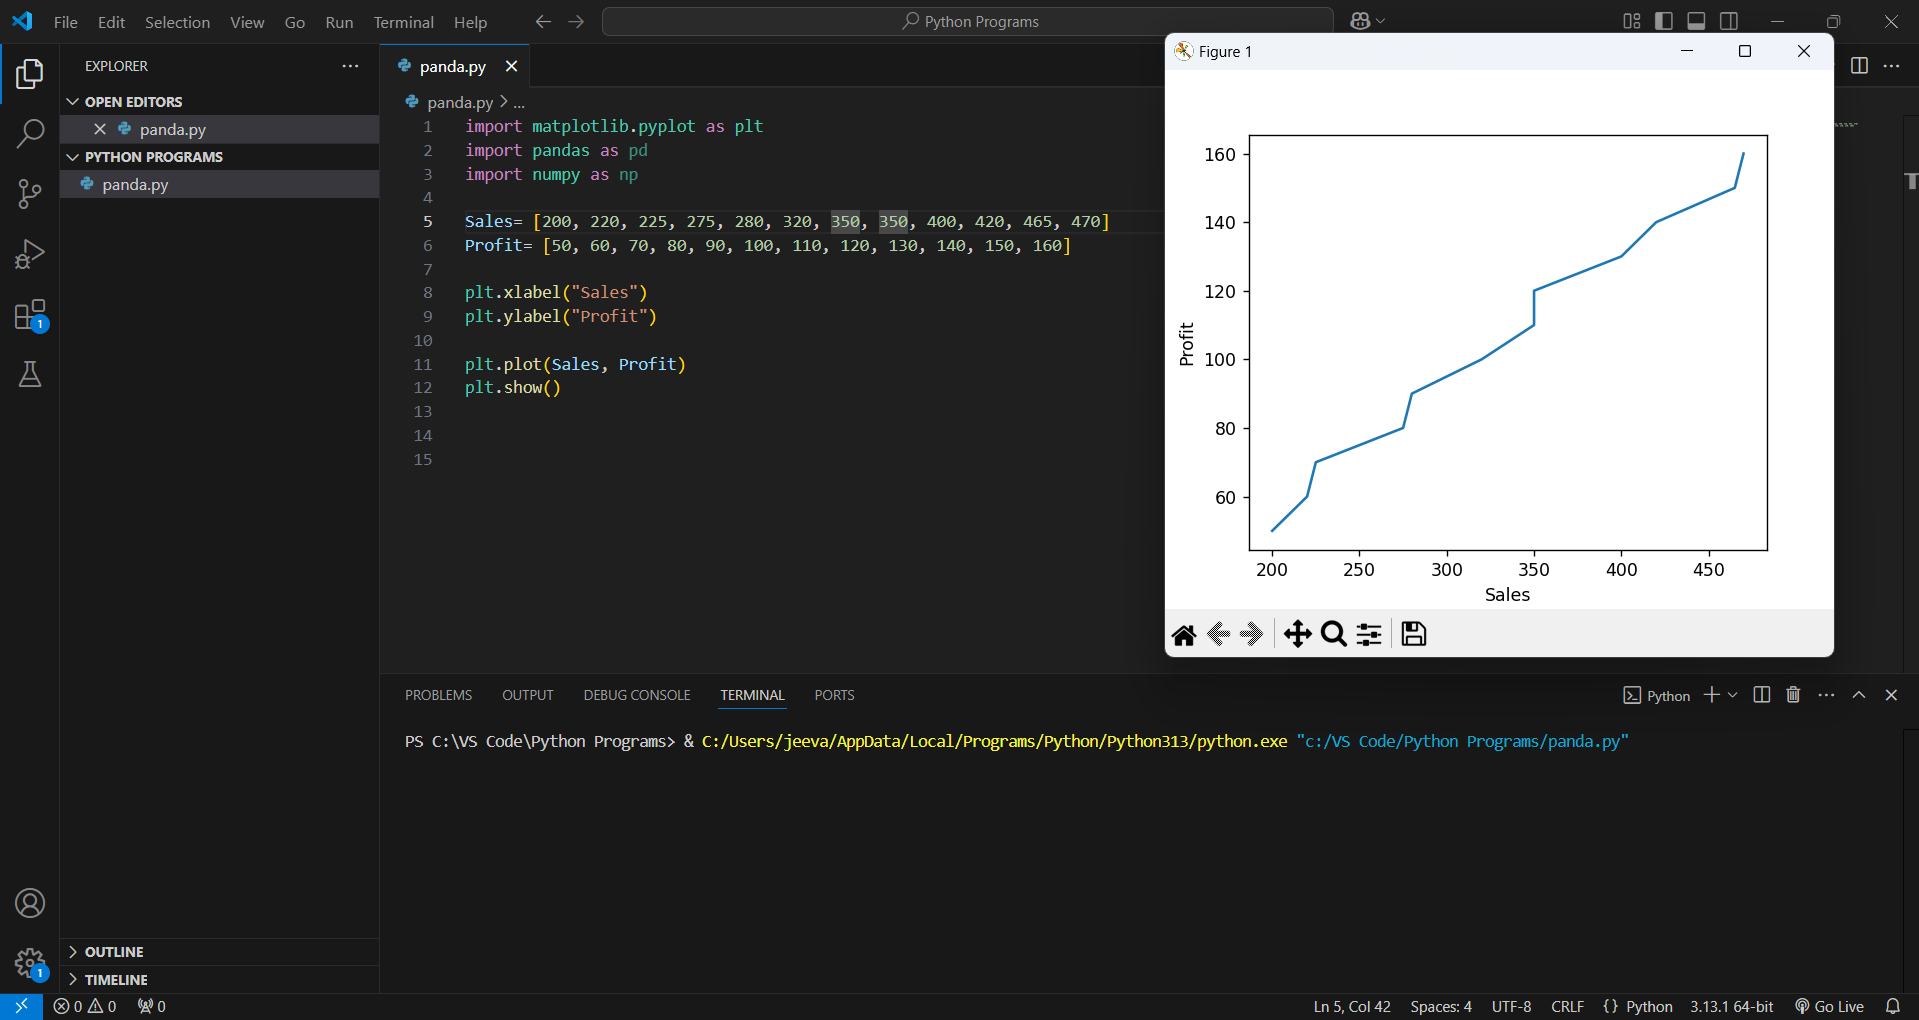 File Edit Selection View Go Run Terminal Help
Python Programs
EXPLORER
OPEN EDITORS
panda.py
PYTHON PROGRAMS
panda.py
1
OUTLINE
1
TIMELINE
panda.py
panda.py > ...
1 import matplotlib.pyplot as plt
2 import pandas as pd
3 import numpy as np
4
5 Sales= [200, 220, 225, 275, 280, 320, 350, 350, 400, 420, 465, 470]
6 Profit= [50, 60, 70, 80, 90, 100, 110, 120, 130, 140, 150, 160]
7
8 plt.xlabel("Sales")
9 plt.ylabel("Profit")
10
11 plt.plot(Sales, Profit)
12 plt.show()
13
14
15
Figure 1
160
140
120
100
80
60
Profit
200 250 300 350 400 450
Sales
PROBLEMS OUTPUT DEBUG CONSOLE TERMINAL PORTS
Python
PS C:\VS Code\Python Programs> & C:/Users/jeeva/AppData/Local/Programs/Python/Python313/python.exe "c:/VS Code/Python Programs/panda.py"
0 0 0
Ln 5, Col 42 Spaces: 4 UTF-8 CRLF {} Python 3.13.1 64-bit Go Live